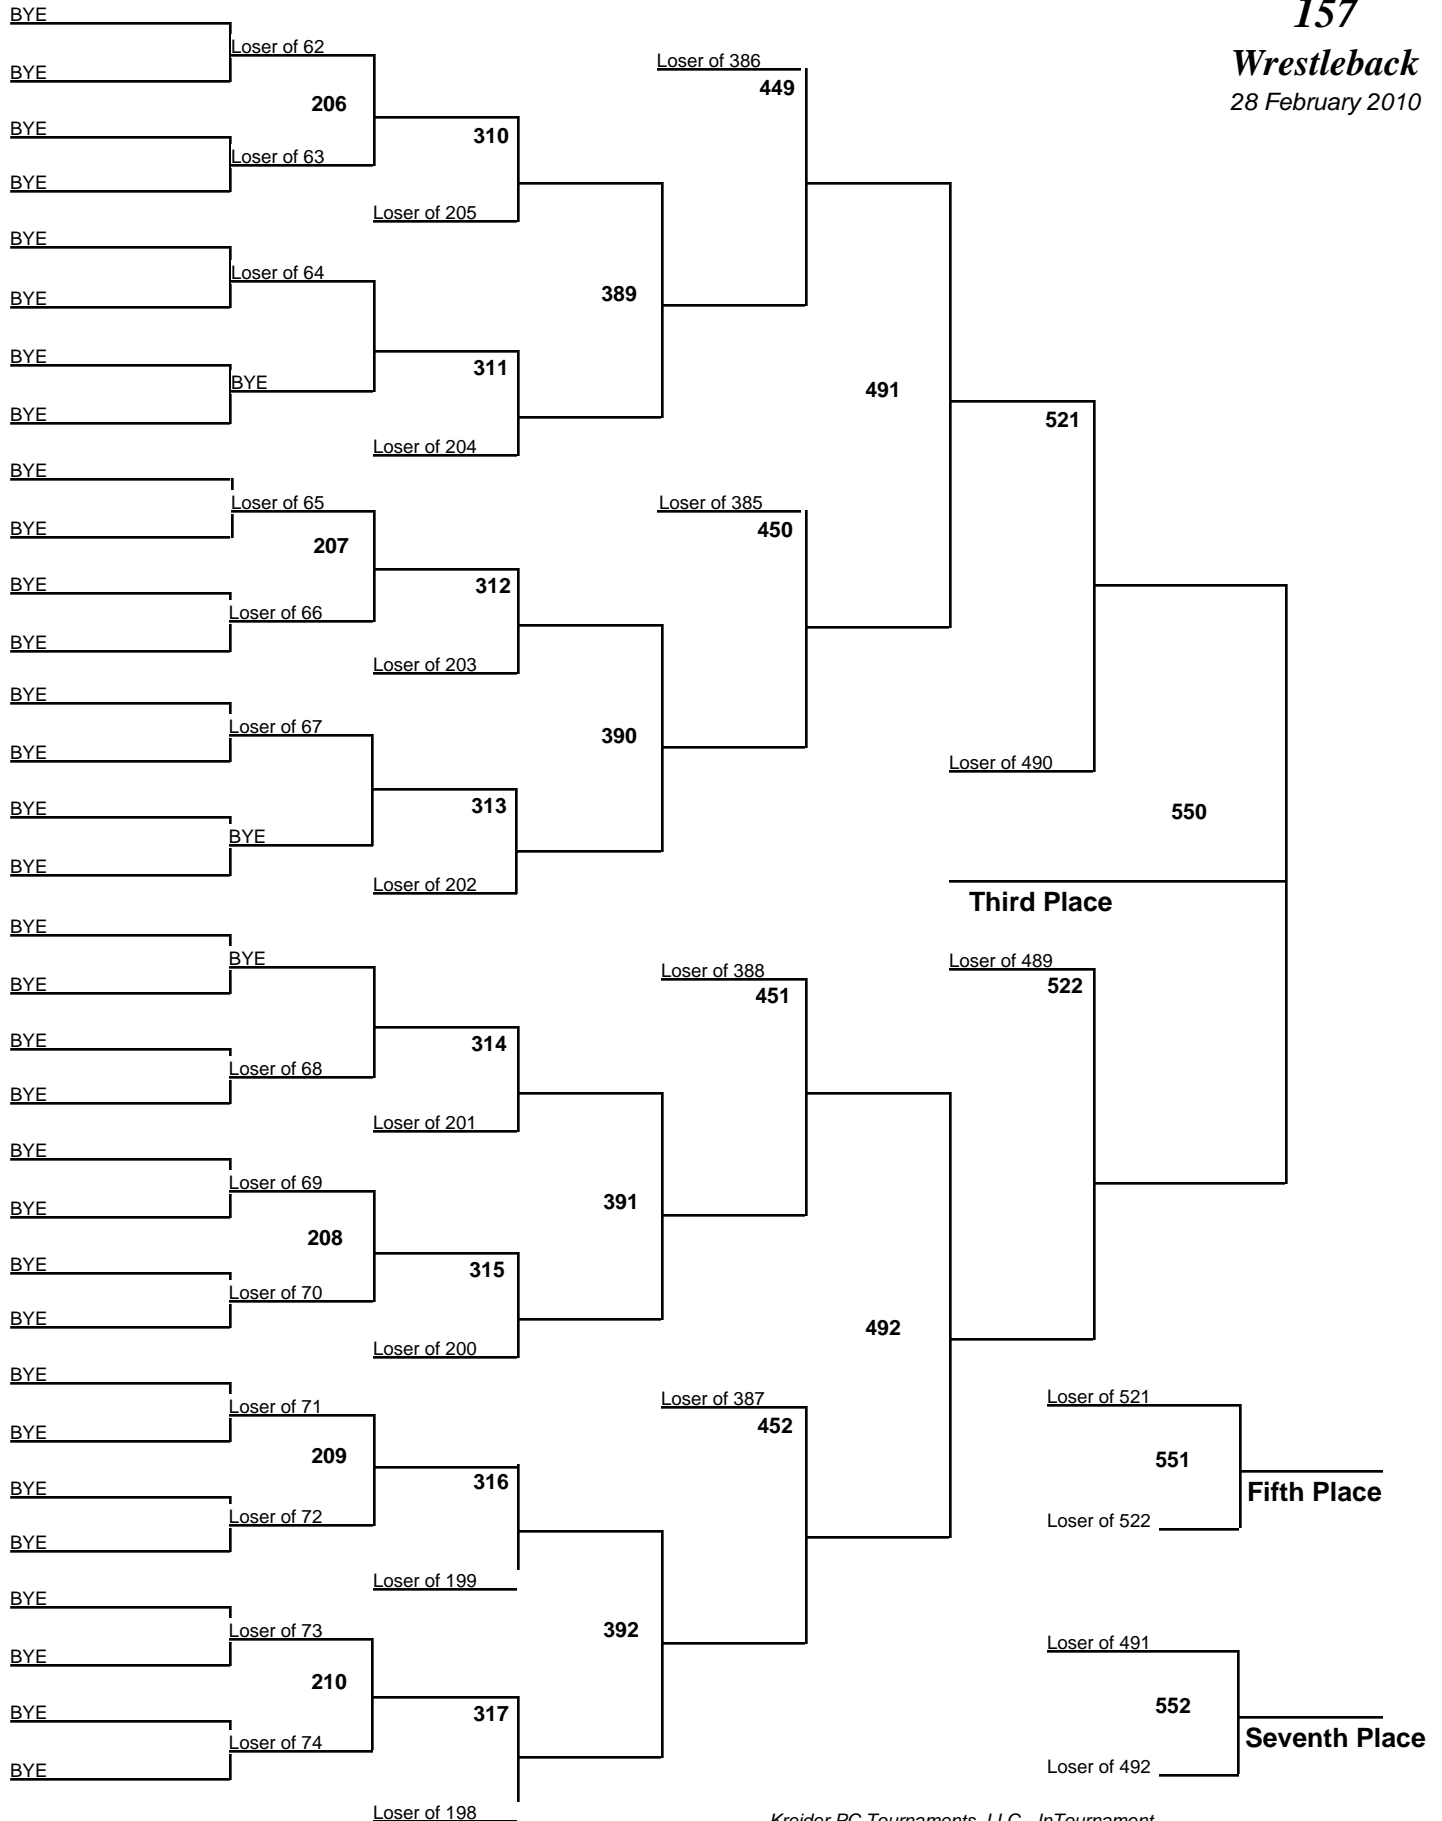 157
Wrestleback
28 February 2010
BYE
Loser of 62
BYE
206
BYE
Loser of 63
BYE
310
Loser of 205
BYE
Loser of 64
BYE
BYE
BYE
BYE
311
Loser of 204
389
Loser of 386
449
BYE
Loser of 65
BYE
207
BYE
Loser of 66
BYE
312
Loser of 203
BYE
Loser of 67
BYE
BYE
BYE
BYE
313
Loser of 202
390
Loser of 385
450
491
521
Loser of 490
550
Third Place
BYE
BYE
BYE
BYE
Loser of 68
BYE
314
Loser of 201
BYE
Loser of 69
BYE
208
BYE
Loser of 70
BYE
315
Loser of 200
391
Loser of 388
451
Loser of 489
522
BYE
Loser of 71
BYE
209
BYE
Loser of 72
BYE
316
Loser of 199
BYE
Loser of 73
BYE
210
BYE
Loser of 74
BYE
317
Loser of 198
392
Loser of 387
452
492
Loser of 521
551
Fifth Place
Loser of 522
Loser of 491
552
Seventh Place
Loser of 492
Kreider PC Tournaments, LLC - InTournament